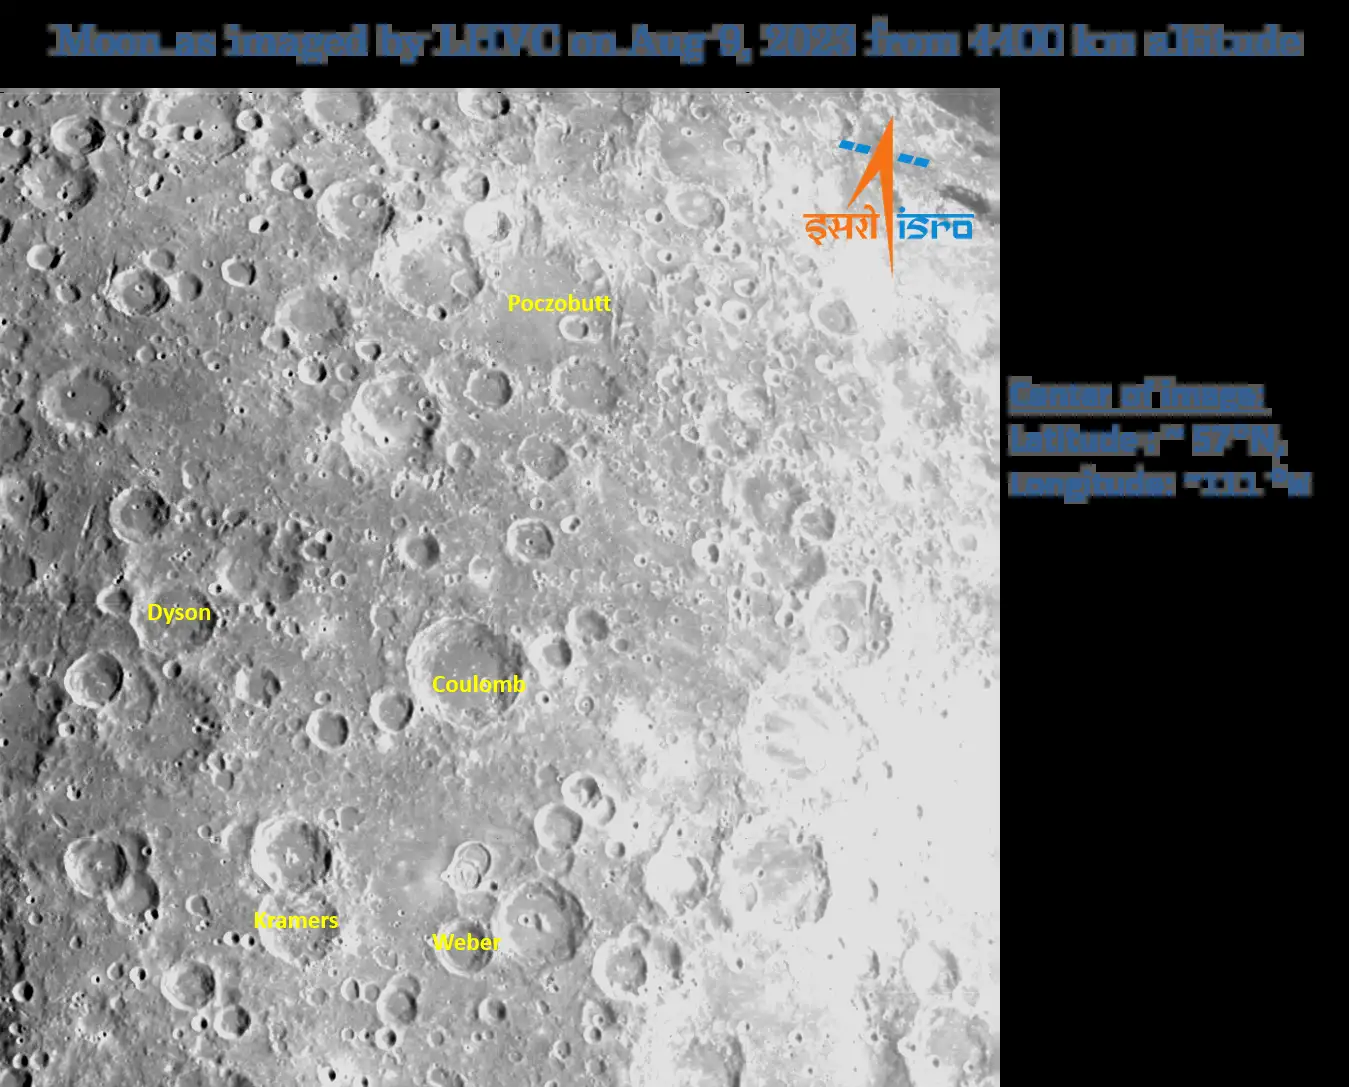 Moon as imaged by LHVC on Aug 9, 2023 from 4400 km altitude
इसरो isro
Poczobutt
Center of image:
Latitude: ~ 57°N,
Longitude: ~111 °W
Dyson
Coulomb
Kramers
Weber